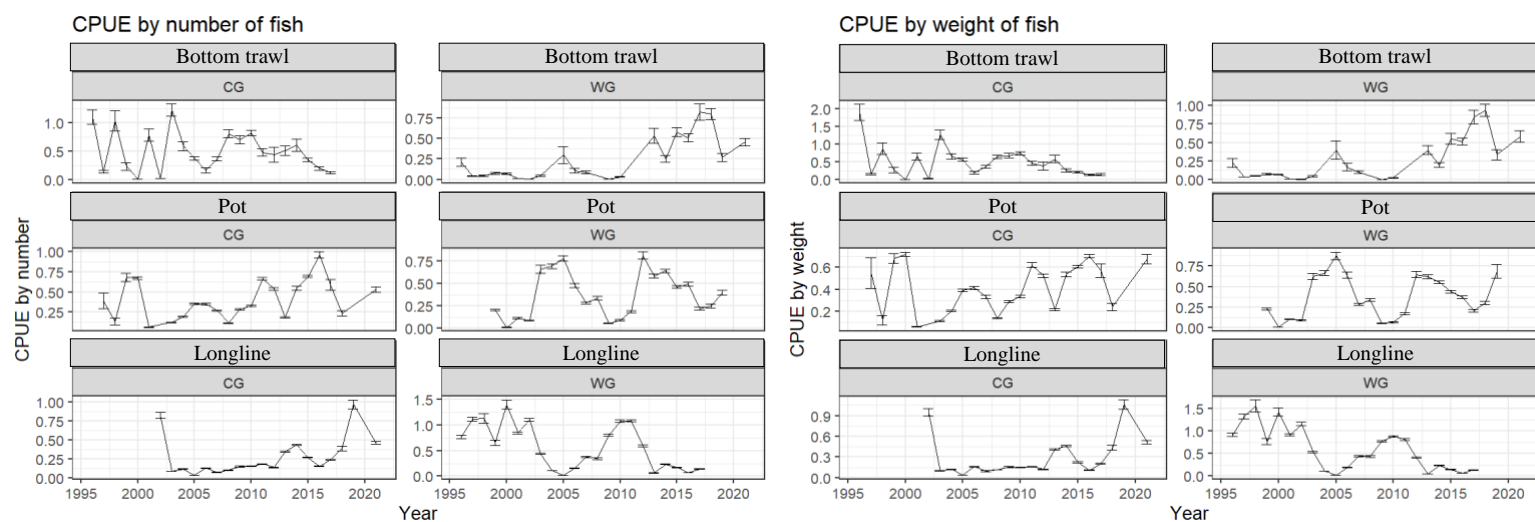 CPUE by number of fish
Bottom trawl
CG
1.0
0.5
0.0
Bottom trawl
WG
0.75
0.50
0.25
0.00
Pot
CG
1.00
0.75
0.50
0.25
Pot
WG
0.75
0.50
0.25
0.00
Longline
CG
1.00
0.75
0.50
0.25
0.00
Longline
WG
1.5
1.0
0.5
0.0
1995 2000 2005 2010 2015 2020
1995 2000 2005 2010 2015 2020
CPUE by number
Year
CPUE by weight of fish
Bottom trawl
CG
2.0
1.5
1.0
0.5
0.0
Bottom trawl
WG
1.00
0.75
0.50
0.25
0.00
Pot
CG
0.6
0.4
0.2
Pot
WG
0.75
0.50
0.25
0.00
Longline
CG
0.9
0.6
0.3
0.0
Longline
WG
1.5
1.0
0.5
0.0
1995 2000 2005 2010 2015 2020
1995 2000 2005 2010 2015 2020
CPUE by weight
Year